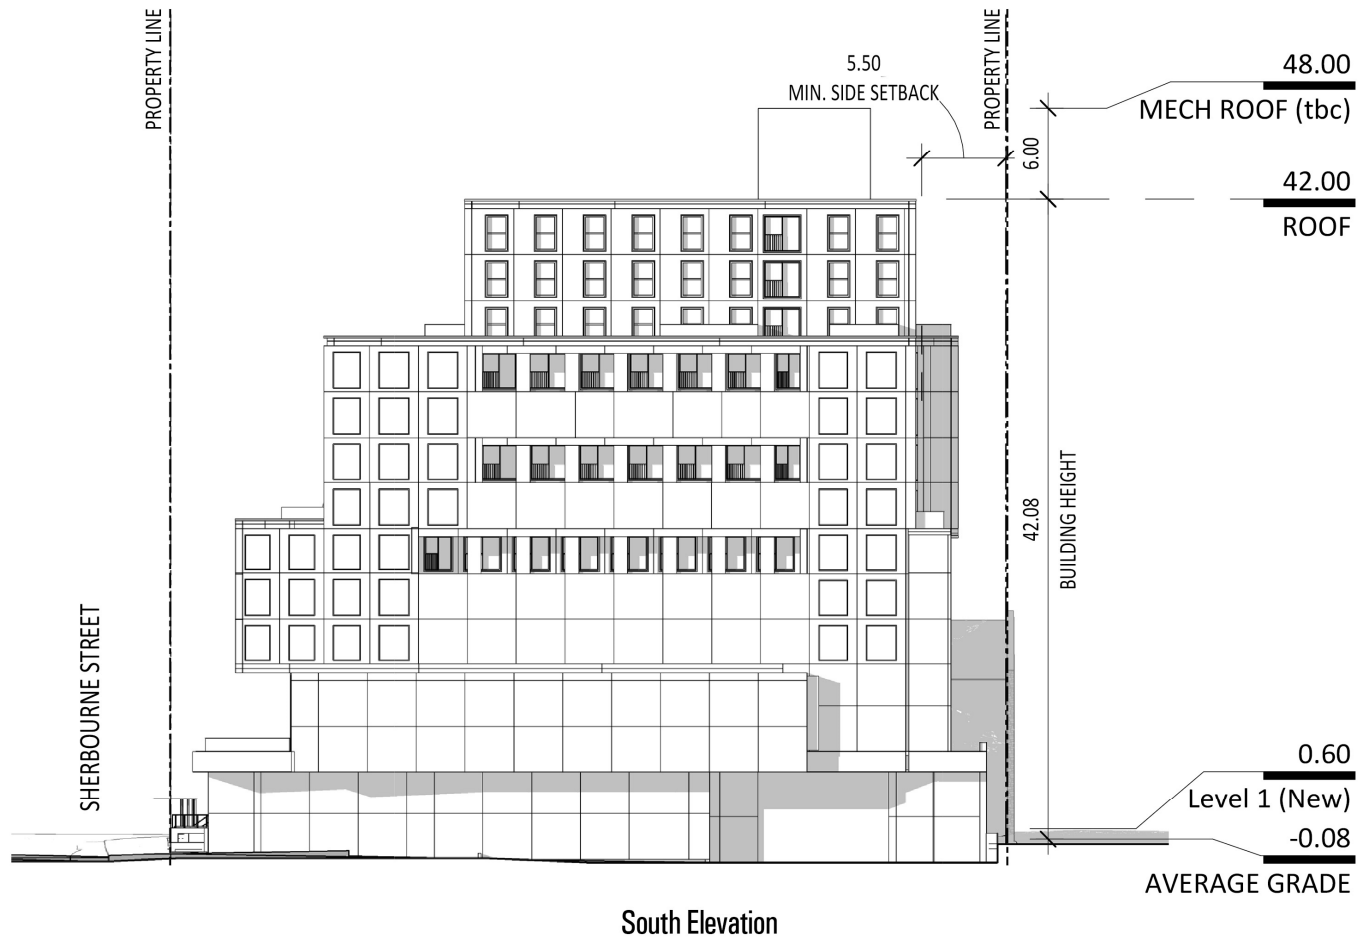 PROPERTY LINE
PROPERTY LINE
5.50
MIN. SIDE SETBACK
48.00
MECH ROOF (tbc)
6.00
42.00
ROOF
42.08
BUILDING HEIGHT
SHERBOURNE STREET
0.60
Level 1 (New)
-0.08
AVERAGE GRADE
South Elevation